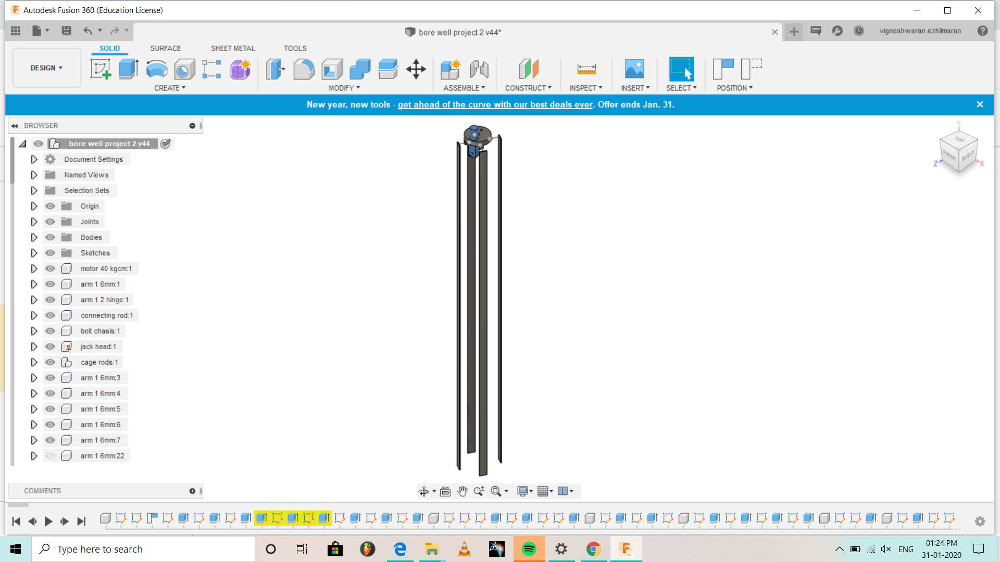 Autodesk Fusion 360 (Education License)
bore well project 2 v44*
vigneshwaran ezhilmaran
SOLID SURFACE SHEET METAL TOOLS
DESIGN
CREATE MODIFY ASSEMBLE CONSTRUCT INSPECT INSERT SELECT POSITION
New year, new tools - get ahead of the curve with our best deals ever. Offer ends Jan. 31.
BROWSER
bore well project 2 v44
Document Settings
Named Views
Selection Sets
Origin
Joints
Bodies
Sketches
motor 40 kgcm:1
arm 1 6mm:1
arm 1 2 hinge:1
connecting rod:1
bolt chasis:1
jack head:1
cage rods:1
arm 1 6mm:3
arm 1 6mm:4
arm 1 6mm:5
arm 1 6mm:6
arm 1 6mm:7
arm 1 6mm:22
Y
TOP
FRONT RIGHT
Z X
COMMENTS
Type here to search
ENG
01:24 PM
31-01-2020